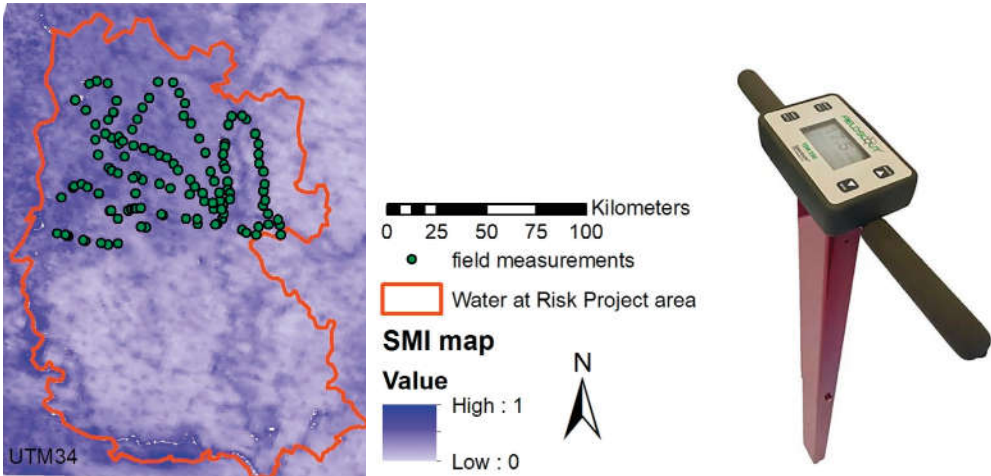 UTM34
Kilometers
0 25 50 75 100
field measurements
Water at Risk Project area
SMI map
Value
High : 1
Low : 0
N
FIELDSCOUT